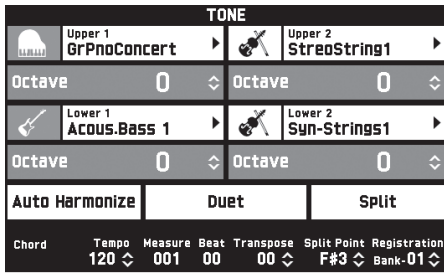 TONE
Upper 1
GrPnoConcert
Upper 2
StreoString1
Octave 0
Octave 0
Lower 1
Acous.Bass 1
Lower 2
Syn-Strings1
Octave 0
Octave 0
Auto Harmonize
Duet
Split
Chord Tempo Measure Beat Transpose Split Point Registration
120 001 00 00 F#3 Bank-01